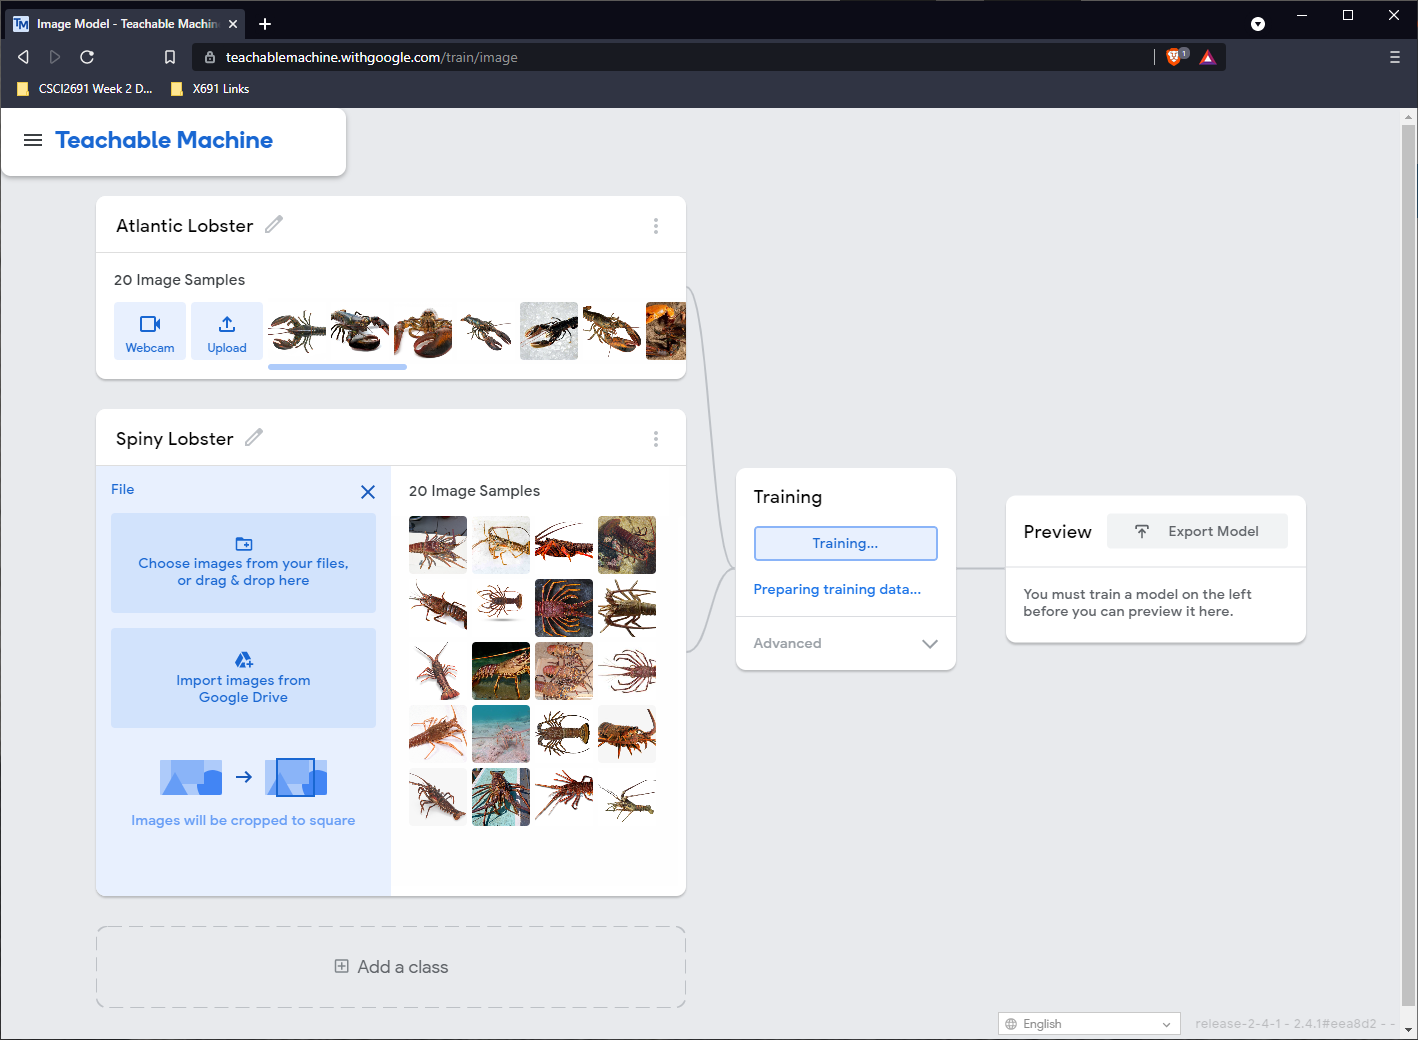 TM Image Model - Teachable Machin
teachablemachine.withgoogle.com/train/image
1
CSCI2691 Week 2 D...
X691 Links
Teachable Machine
Atlantic Lobster
20 Image Samples
Webcam
Upload
Spiny Lobster
File
Choose images from your files,
or drag & drop here
Import images from
Google Drive
Images will be cropped to square
20 Image Samples
Add a class
Training
Training...
Preparing training data...
Advanced
Preview
Export Model
You must train a model on the left
before you can preview it here.
English
release-2-4-1 - 2.4.1#eea8d2 - -